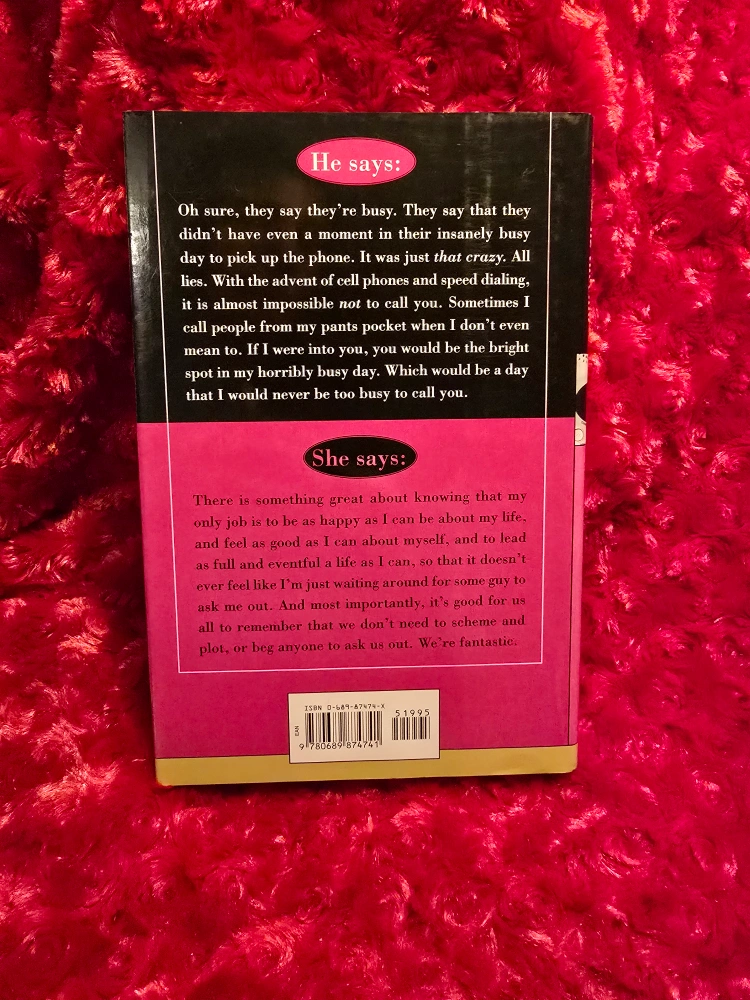 He says:
Oh sure, they say they're busy. They say that they
didn't have even a moment in their insanely busy
day to pick up the phone. It was just that crazy. All
lies. With the advent of cell phones and speed dialing,
it is almost impossible not to call you. Sometimes I
call people from my pants pocket when I don't even
mean to. If I were into you, you would be the bright
spot in my horribly busy day. Which would be a day
that I would never be too busy to call you.
She says:
There is something great about knowing that my
only job is to be as happy as I can be about my life,
and feel as good as I can about myself, and to lead
as full and eventful a life as I can, so that it doesn't
ever feel like I'm just waiting around for some guy to
ask me out. And most importantly, it's good for us
all to remember that we don't need to scheme and
plot, or beg anyone to ask us out. We're fantastic.
ISBN 0-689-87474-X
51995
EAN
9 780689 874741